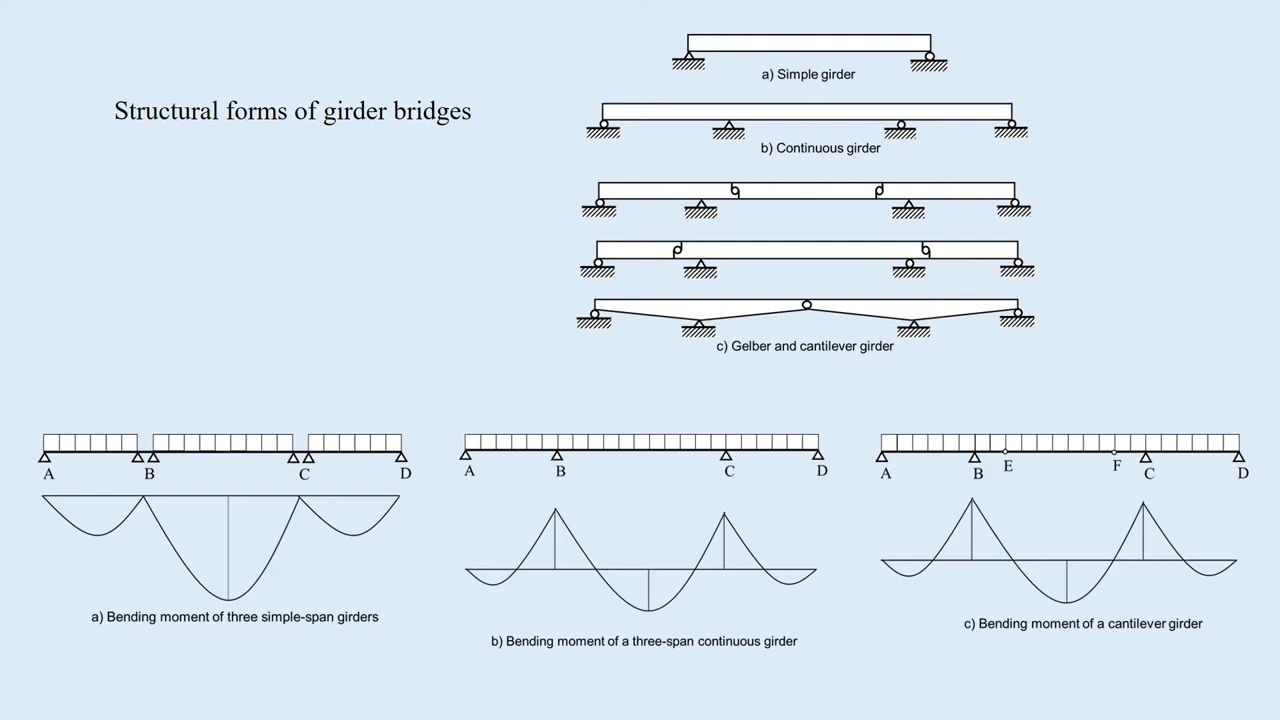 Structural forms of girder bridges
a) Simple girder
b) Continuous girder
c) Gelber and cantilever girder
A B C D
a) Bending moment of three simple-span girders
A B C D
b) Bending moment of a three-span continuous girder
A B E F C D
c) Bending moment of a cantilever girder